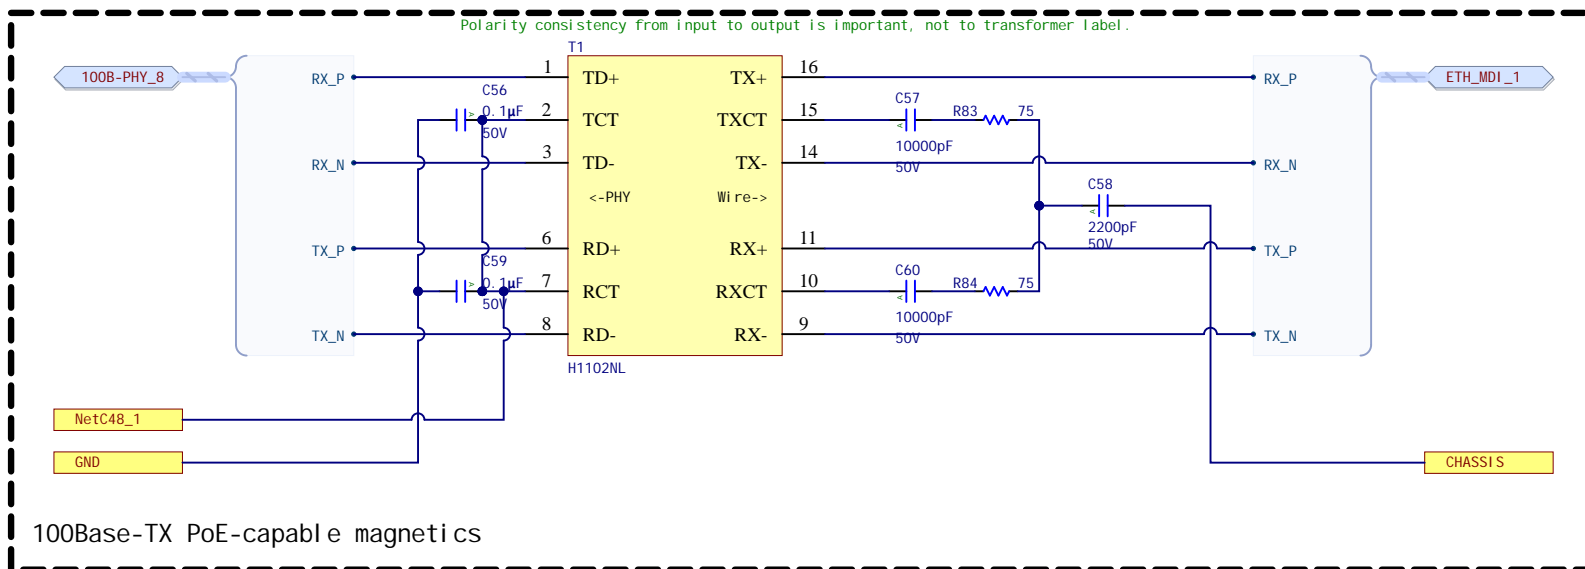 Polarity consistency from input to output is important, not to transformer label.
T1
100B-PHY_8
RX_P
1
TD+
TX+
16
RX_P
ETH_MDI_1
C56
0.1µF
50V
2
TCT
TXCT
15
C57
10000pF
50V
R83
75
RX_N
3
TD-
TX-
14
RX_N
<-PHY
Wire->
C58
2200pF
50V
TX_P
6
RD+
RX+
11
TX_P
C59
0.1µF
50V
7
RCT
RXCT
10
C60
10000pF
50V
R84
75
TX_N
8
RD-
RX-
9
TX_N
H1102NL
NetC48_1
GND
CHASSIS
100Base-TX PoE-capable magnetics
A
A
A
A
A